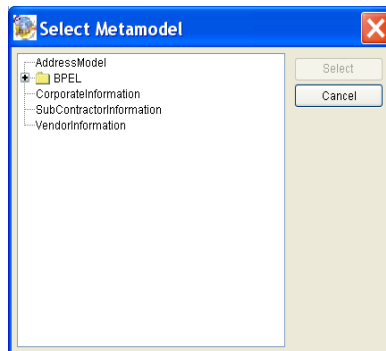 Select Metamodel
AddressModel
BPEL
CorporateInformation
SubContractorInformation
VendorInformation
Select
Cancel